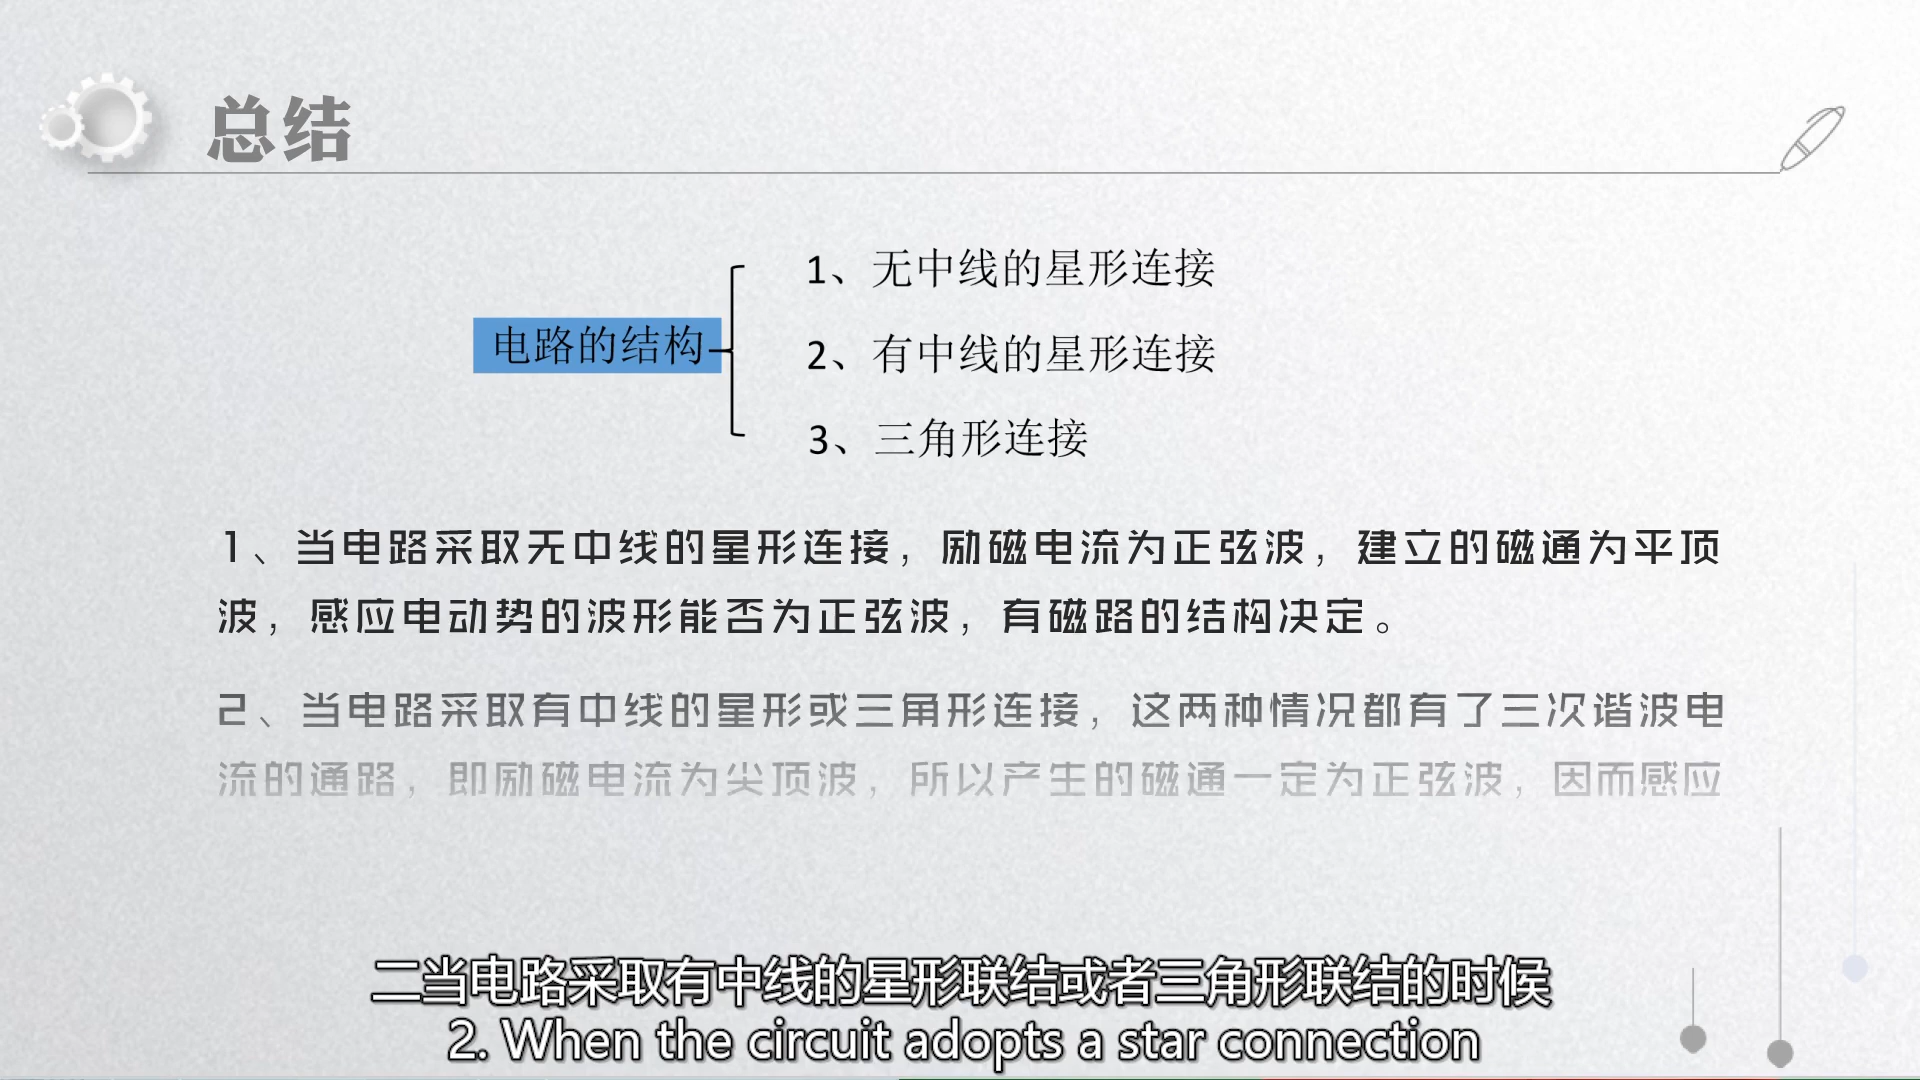 总结
电路的结构
1、无中线的星形连接
2、有中线的星形连接
3、三角形连接
1、当电路采取无中线的星形连接，励磁电流为正弦波，建立的磁通为平顶
波，感应电动势的波形能否为正弦波，有磁路的结构决定。
2、当电路采取有中线的星形或三角形连接，这两种情况都有了三次谐波电
流的通路，即励磁电流为尖顶波，所以产生的磁通一定为正弦波，因而感应
二当电路采取有中线的星形联结或者三角形联结的时候
2. When the circuit adopts a star connection